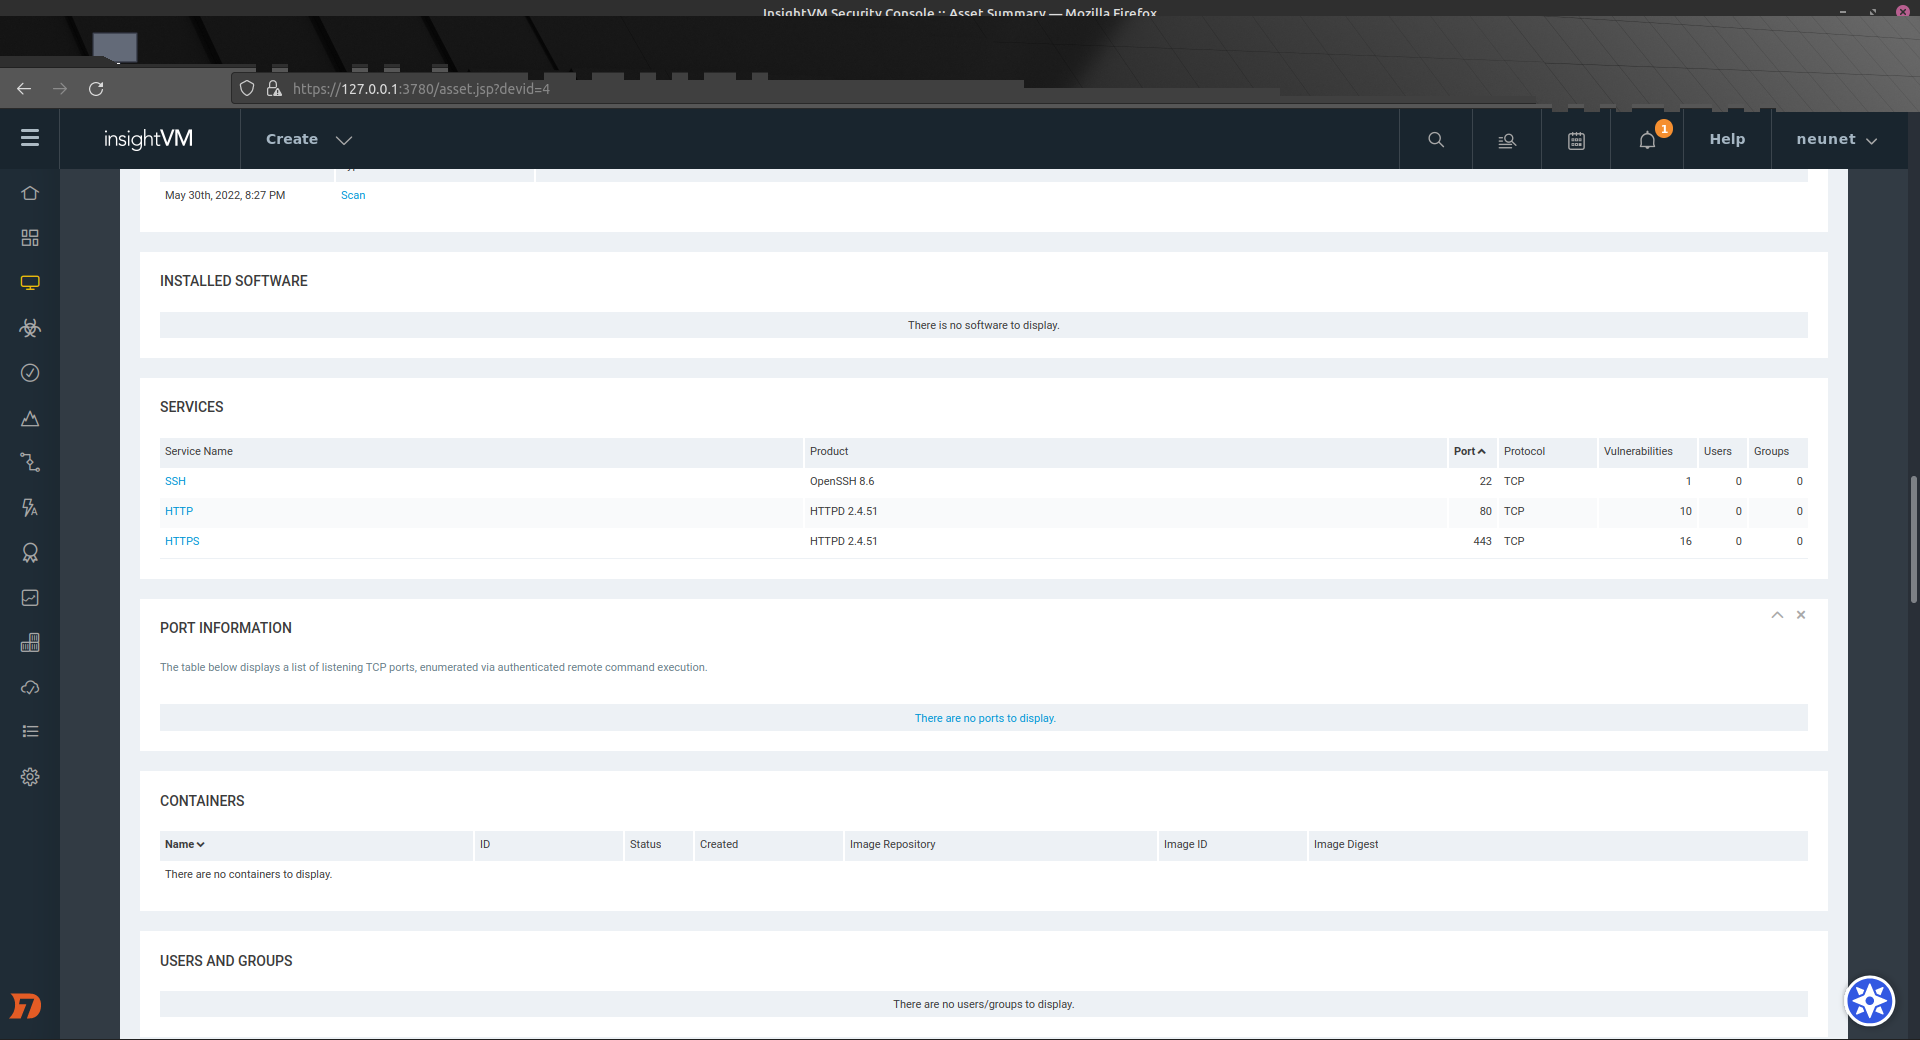 InsightVM Security Console :: Asset Summary — Mozilla Firefox
https://127.0.0.1:3780/asset.jsp?devid=4
insightVM Create 1 Help neunet
May 30th, 2022, 8:27 PM Scan
INSTALLED SOFTWARE
There is no software to display.
SERVICES
Service Name Product Port Protocol Vulnerabilities Users Groups
SSH OpenSSH 8.6 22 TCP 1 0 0
HTTP HTTPD 2.4.51 80 TCP 10 0 0
HTTPS HTTPD 2.4.51 443 TCP 16 0 0
PORT INFORMATION
The table below displays a list of listening TCP ports, enumerated via authenticated remote command execution.
There are no ports to display.
CONTAINERS
Name ID Status Created Image Repository Image ID Image Digest
There are no containers to display.
USERS AND GROUPS
There are no users/groups to display.